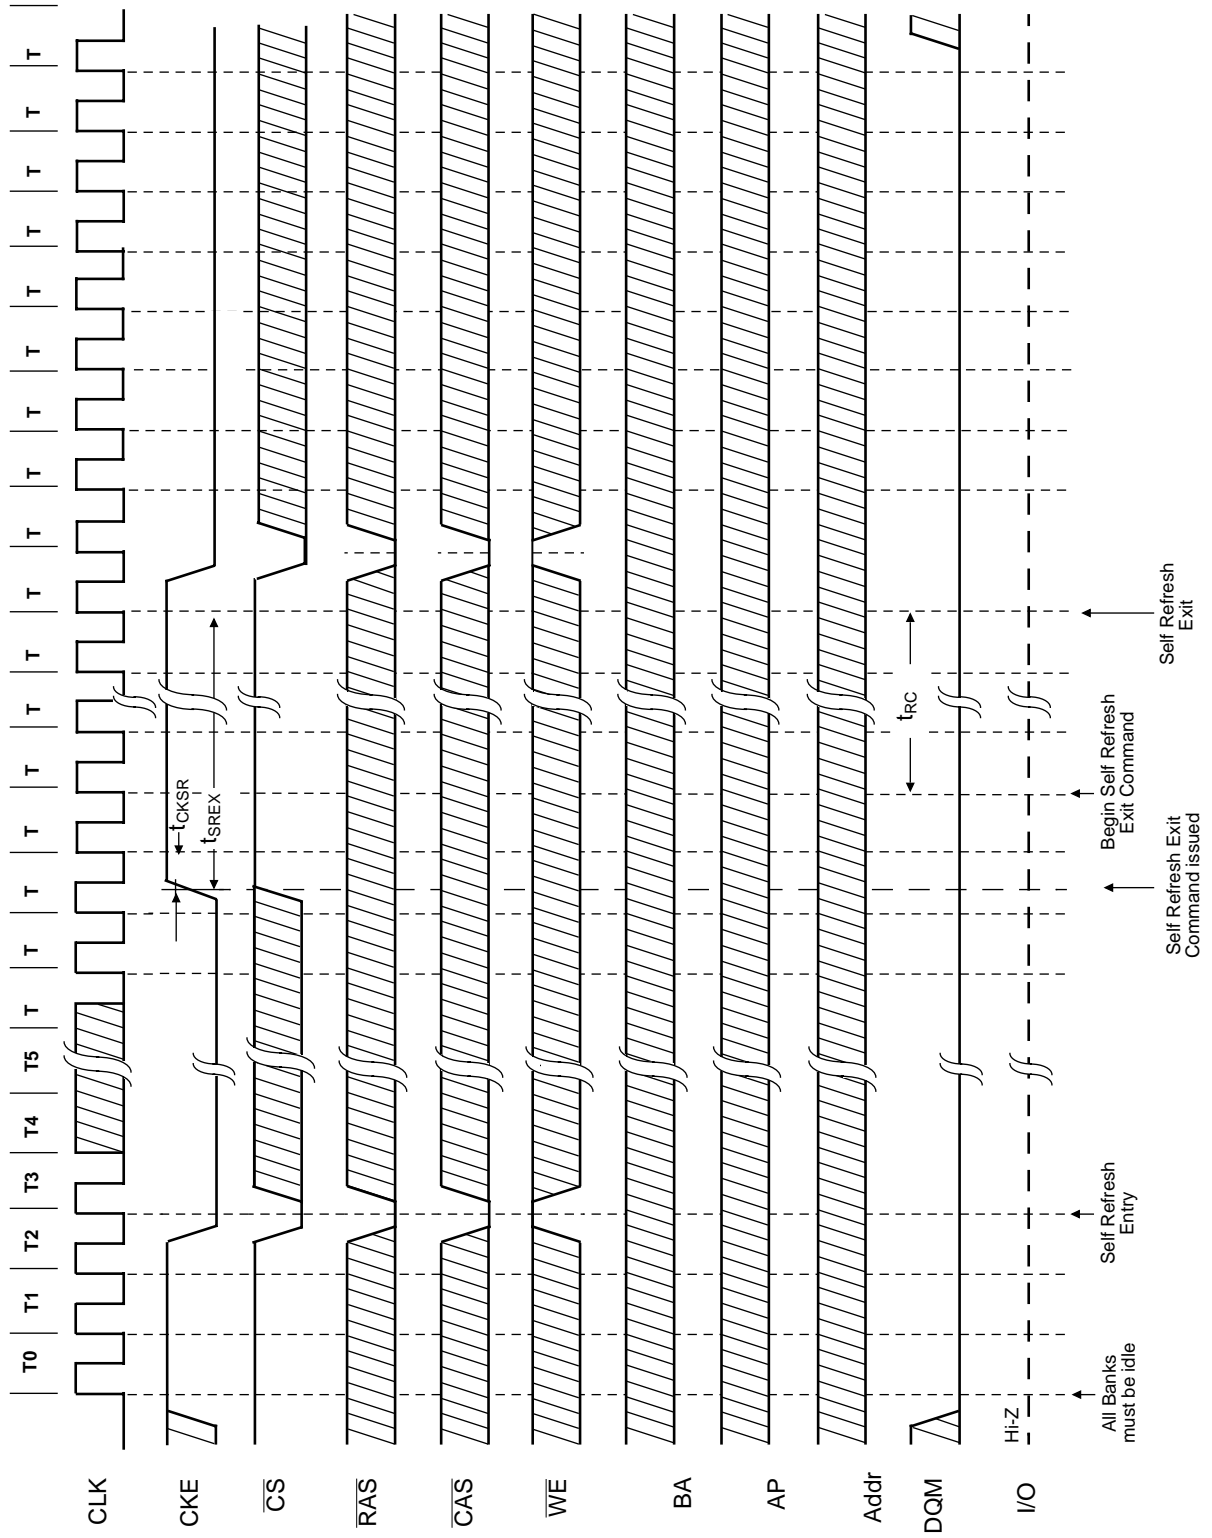 T0 T1 T2 T3 T4 T5 T T T T T T T T T T T T T T T T T
CLK
CKE
tCKSR
tSREX
CS
RAS
CAS
WE
BA
AP
Addr
DQM
tRC
I/O
Hi-Z
All Banks
must be idle
Self Refresh
Entry
Self Refresh Exit
Command issued
Begin Self Refresh
Exit Command
Self Refresh
Exit